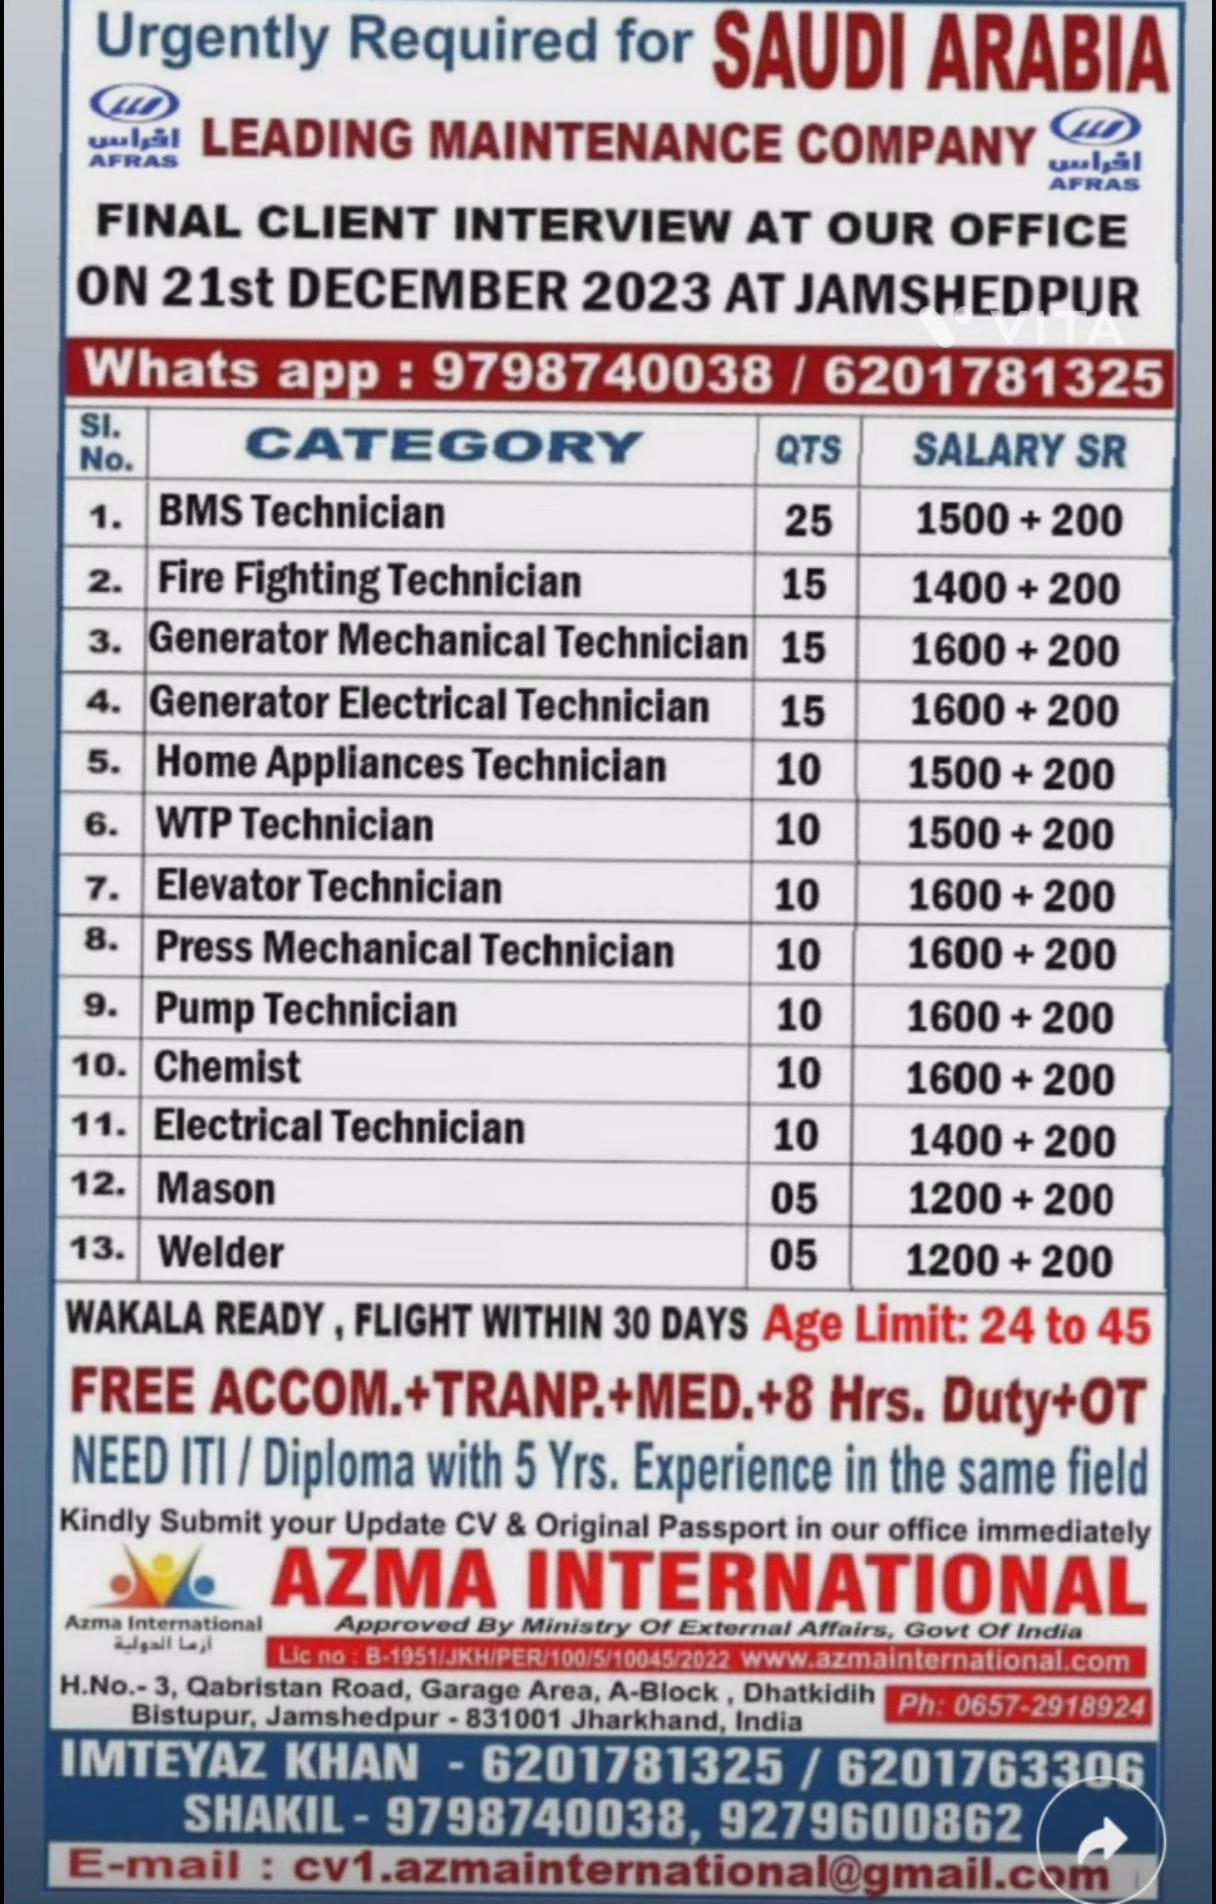 Urgently Required for SAUDI ARABIA
افراس
AFRAS
LEADING MAINTENANCE COMPANY
افراس
AFRAS
FINAL CLIENT INTERVIEW AT OUR OFFICE
ON 21st DECEMBER 2023 AT JAMSHEDPUR
VITA
Whats app : 9798740038 / 6201781325
Sl. No. CATEGORY QTS SALARY SR
1. BMS Technician 25 1500 + 200
2. Fire Fighting Technician 15 1400 + 200
3. Generator Mechanical Technician 15 1600 + 200
4. Generator Electrical Technician 15 1600 + 200
5. Home Appliances Technician 10 1500 + 200
6. WTP Technician 10 1500 + 200
7. Elevator Technician 10 1600 + 200
8. Press Mechanical Technician 10 1600 + 200
9. Pump Technician 10 1600 + 200
10. Chemist 10 1600 + 200
11. Electrical Technician 10 1400 + 200
12. Mason 05 1200 + 200
13. Welder 05 1200 + 200
WAKALA READY , FLIGHT WITHIN 30 DAYS Age Limit: 24 to 45
FREE ACCOM.+TRANP.+MED.+8 Hrs. Duty+OT
NEED ITI / Diploma with 5 Yrs. Experience in the same field
Kindly Submit your Update CV & Original Passport in our office immediately
AZMA INTERNATIONAL
Azma International
أزما الدولية
Approved By Ministry Of External Affairs, Govt Of India
Lic no : B-1951/JKH/PER/100/5/10045/2022 www.azmainternational.com
H.No.- 3, Qabristan Road, Garage Area, A-Block , Dhatkidih
Bistupur, Jamshedpur - 831001 Jharkhand, India
Ph: 0657-2918924
IMTEYAZ KHAN - 6201781325 / 6201763306
SHAKIL - 9798740038, 9279600862
E-mail : cv1.azmainternational@gmail.com